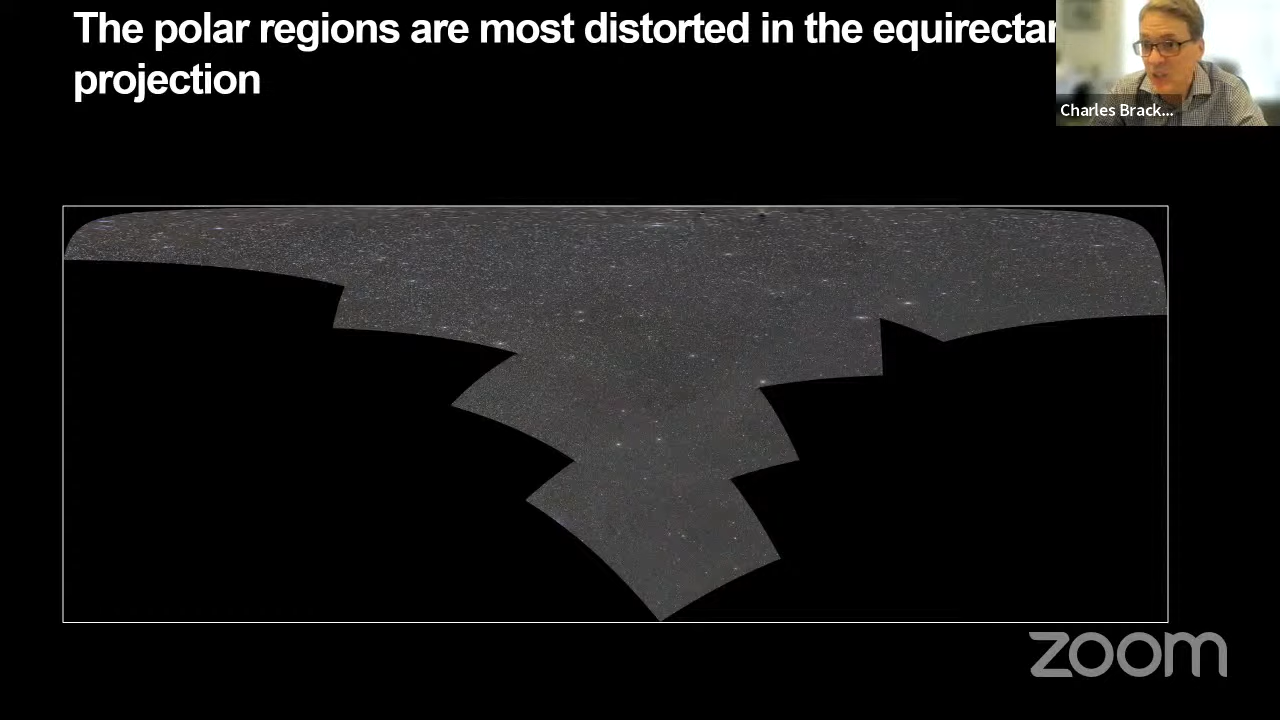 The polar regions are most distorted in the equirectan
projection
Charles Brack...
zoom